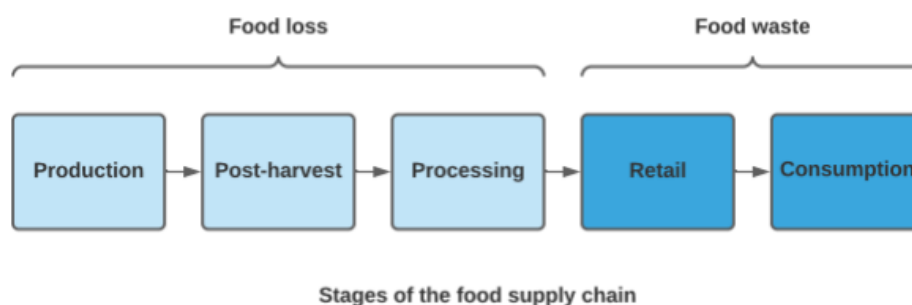 Food loss
Food waste
Production
Post-harvest
Processing
Retail
Consumption
Stages of the food supply chain